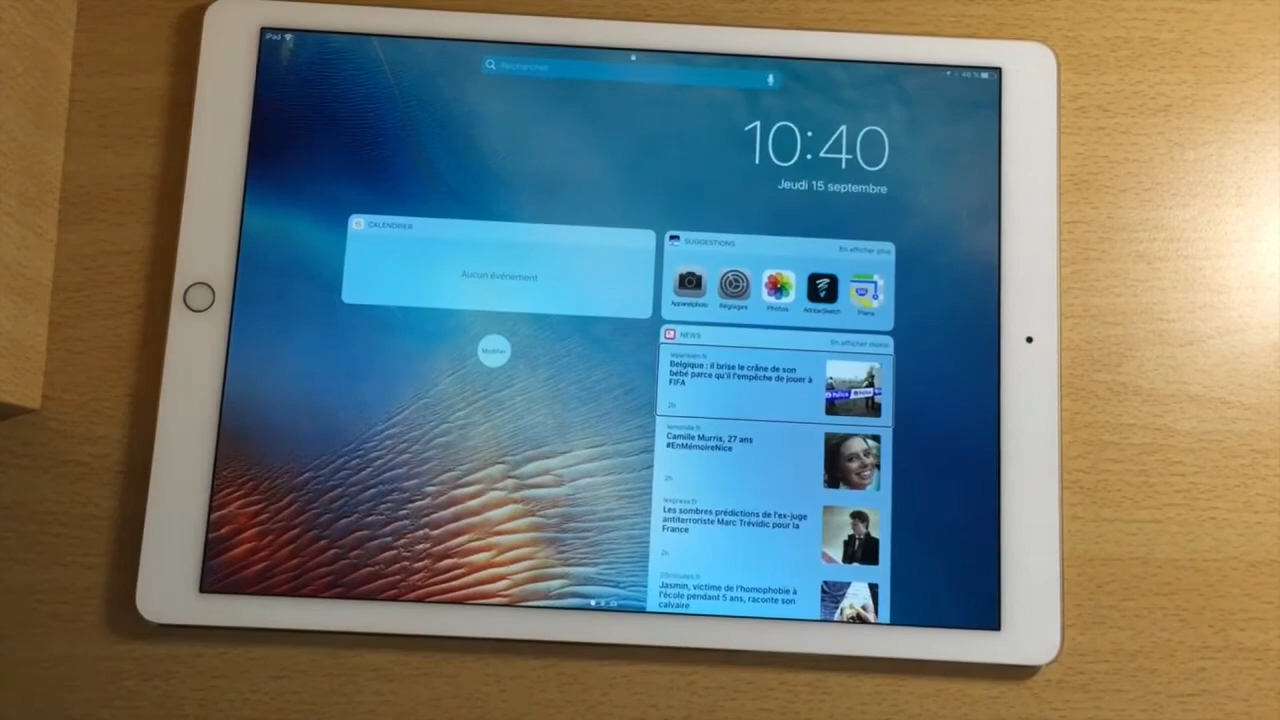 iPad
46 %
Rechercher
10:40
Jeudi 15 septembre
CALENDRIER
Aucun événement
Modifier
SUGGESTIONS
En afficher plus
Appareil photo
Réglages
Photos
Adobe Sketch
Plans
NEWS
En afficher moins
leparisien.fr
Belgique : il brise le crâne de son
bébé parce qu'il l'empêche de jouer à
FIFA
2h
lemonde.fr
Camille Murris, 27 ans
#EnMémoireNice
2h
lexpress.fr
Les sombres prédictions de l'ex-juge
antiterroriste Marc Trévidic pour la
France
2h
20minutes.fr
Jasmin, victime de l'homophobie à
l'école pendant 5 ans, raconte son
calvaire